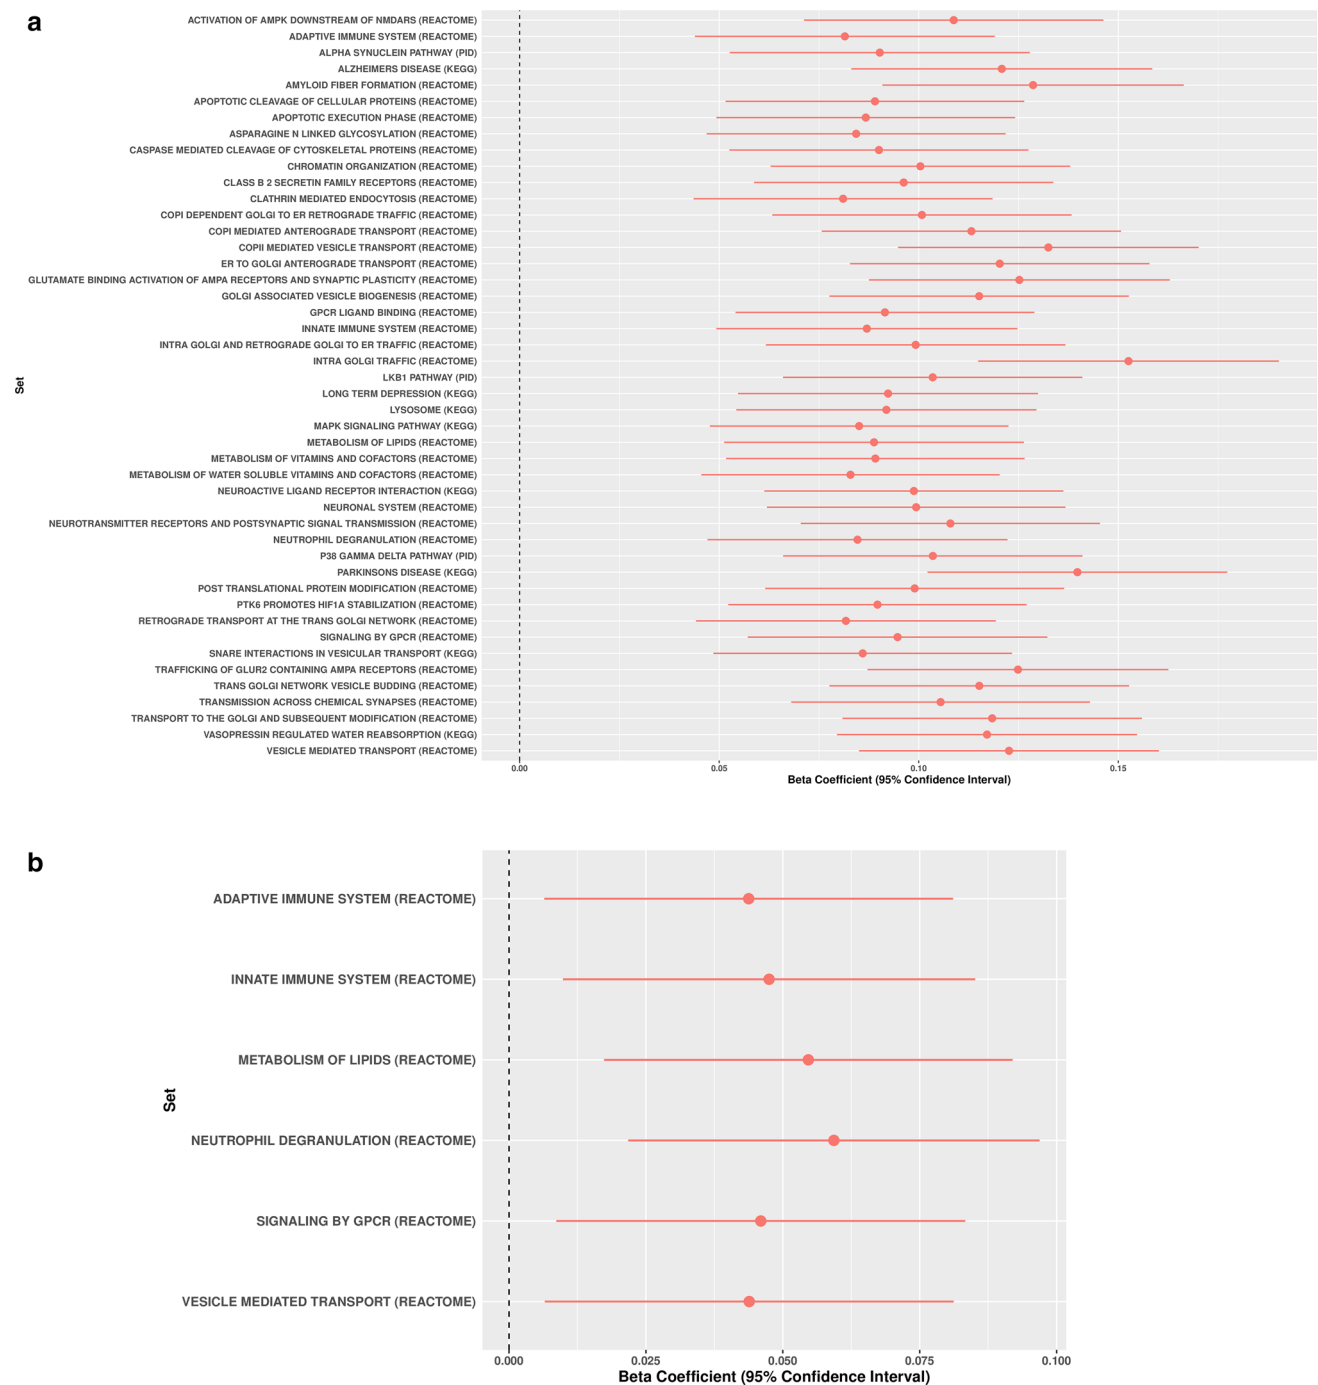 a
ACTIVATION OF AMPK DOWNSTREAM OF NMDARS (REACTOME)
ADAPTIVE IMMUNE SYSTEM (REACTOME)
ALPHA SYNUCLEIN PATHWAY (PID)
ALZHEIMERS DISEASE (KEGG)
AMYLOID FIBER FORMATION (REACTOME)
APOPTOTIC CLEAVAGE OF CELLULAR PROTEINS (REACTOME)
APOPTOTIC EXECUTION PHASE (REACTOME)
ASPARAGINE N LINKED GLYCOSYLATION (REACTOME)
CASPASE MEDIATED CLEAVAGE OF CYTOSKELETAL PROTEINS (REACTOME)
CHROMATIN ORGANIZATION (REACTOME)
CLASS B 2 SECRETIN FAMILY RECEPTORS (REACTOME)
CLATHRIN MEDIATED ENDOCYTOSIS (REACTOME)
COPI DEPENDENT GOLGI TO ER RETROGRADE TRAFFIC (REACTOME)
COPI MEDIATED ANTEROGRADE TRANSPORT (REACTOME)
COPII MEDIATED VESICLE TRANSPORT (REACTOME)
ER TO GOLGI ANTEROGRADE TRANSPORT (REACTOME)
GLUTAMATE BINDING ACTIVATION OF AMPA RECEPTORS AND SYNAPTIC PLASTICITY (REACTOME)
GOLGI ASSOCIATED VESICLE BIOGENESIS (REACTOME)
GPCR LIGAND BINDING (REACTOME)
INNATE IMMUNE SYSTEM (REACTOME)
INTRA GOLGI AND RETROGRADE GOLGI TO ER TRAFFIC (REACTOME)
INTRA GOLGI TRAFFIC (REACTOME)
LKB1 PATHWAY (PID)
LONG TERM DEPRESSION (KEGG)
LYSOSOME (KEGG)
MAPK SIGNALING PATHWAY (KEGG)
METABOLISM OF LIPIDS (REACTOME)
METABOLISM OF VITAMINS AND COFACTORS (REACTOME)
METABOLISM OF WATER SOLUBLE VITAMINS AND COFACTORS (REACTOME)
NEUROACTIVE LIGAND RECEPTOR INTERACTION (KEGG)
NEURONAL SYSTEM (REACTOME)
NEUROTRANSMITTER RECEPTORS AND POSTSYNAPTIC SIGNAL TRANSMISSION (REACTOME)
NEUTROPHIL DEGRANULATION (REACTOME)
P38 GAMMA DELTA PATHWAY (PID)
PARKINSONS DISEASE (KEGG)
POST TRANSLATIONAL PROTEIN MODIFICATION (REACTOME)
PTK6 PROMOTES HIF1A STABILIZATION (REACTOME)
RETROGRADE TRANSPORT AT THE TRANS GOLGI NETWORK (REACTOME)
SIGNALING BY GPCR (REACTOME)
SNARE INTERACTIONS IN VESICULAR TRANSPORT (KEGG)
TRAFFICKING OF GLUR2 CONTAINING AMPA RECEPTORS (REACTOME)
TRANS GOLGI NETWORK VESICLE BUDDING (REACTOME)
TRANSMISSION ACROSS CHEMICAL SYNAPSES (REACTOME)
TRANSPORT TO THE GOLGI AND SUBSEQUENT MODIFICATION (REACTOME)
VASOPRESSIN REGULATED WATER REABSORPTION (KEGG)
VESICLE MEDIATED TRANSPORT (REACTOME)
Set
0.00 0.05 0.10 0.15
Beta Coefficient (95% Confidence Interval)
b
ADAPTIVE IMMUNE SYSTEM (REACTOME)
INNATE IMMUNE SYSTEM (REACTOME)
METABOLISM OF LIPIDS (REACTOME)
NEUTROPHIL DEGRANULATION (REACTOME)
SIGNALING BY GPCR (REACTOME)
VESICLE MEDIATED TRANSPORT (REACTOME)
Set
0.000 0.025 0.050 0.075 0.100
Beta Coefficient (95% Confidence Interval)